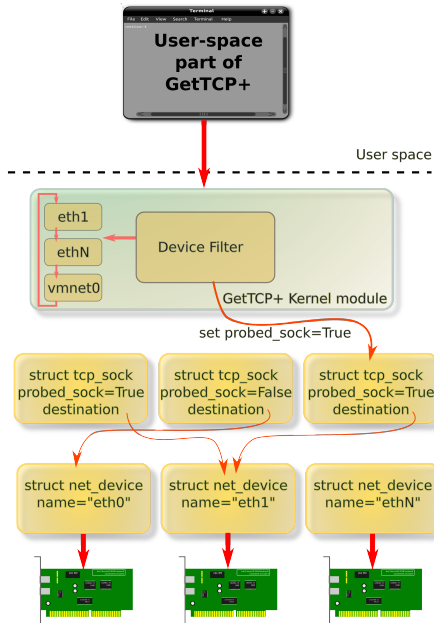 Terminal
File Edit View Search Terminal Help
User-space
part of
GetTCP+
User space
eth1
ethN
vmnet0
Device Filter
GetTCP+ Kernel module
set probed_sock=True
struct tcp_sock
probed_sock=True
destination
struct tcp_sock
probed_sock=False
destination
struct tcp_sock
probed_sock=True
destination
struct net_device
name="eth0"
struct net_device
name="eth1"
struct net_device
name="ethN"